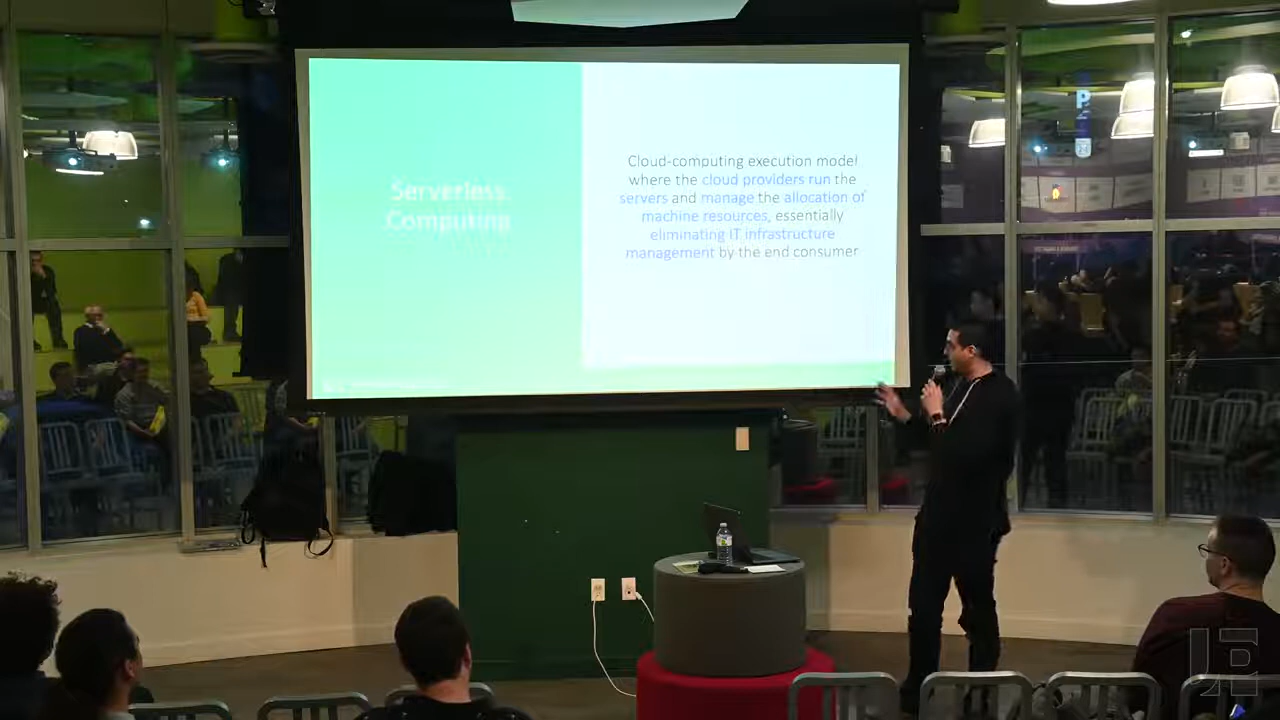 Serverless
Computing
Cloud-computing execution model
where the cloud providers run the
servers and manage the allocation of
machine resources, essentially
eliminating IT infrastructure
management by the end consumer